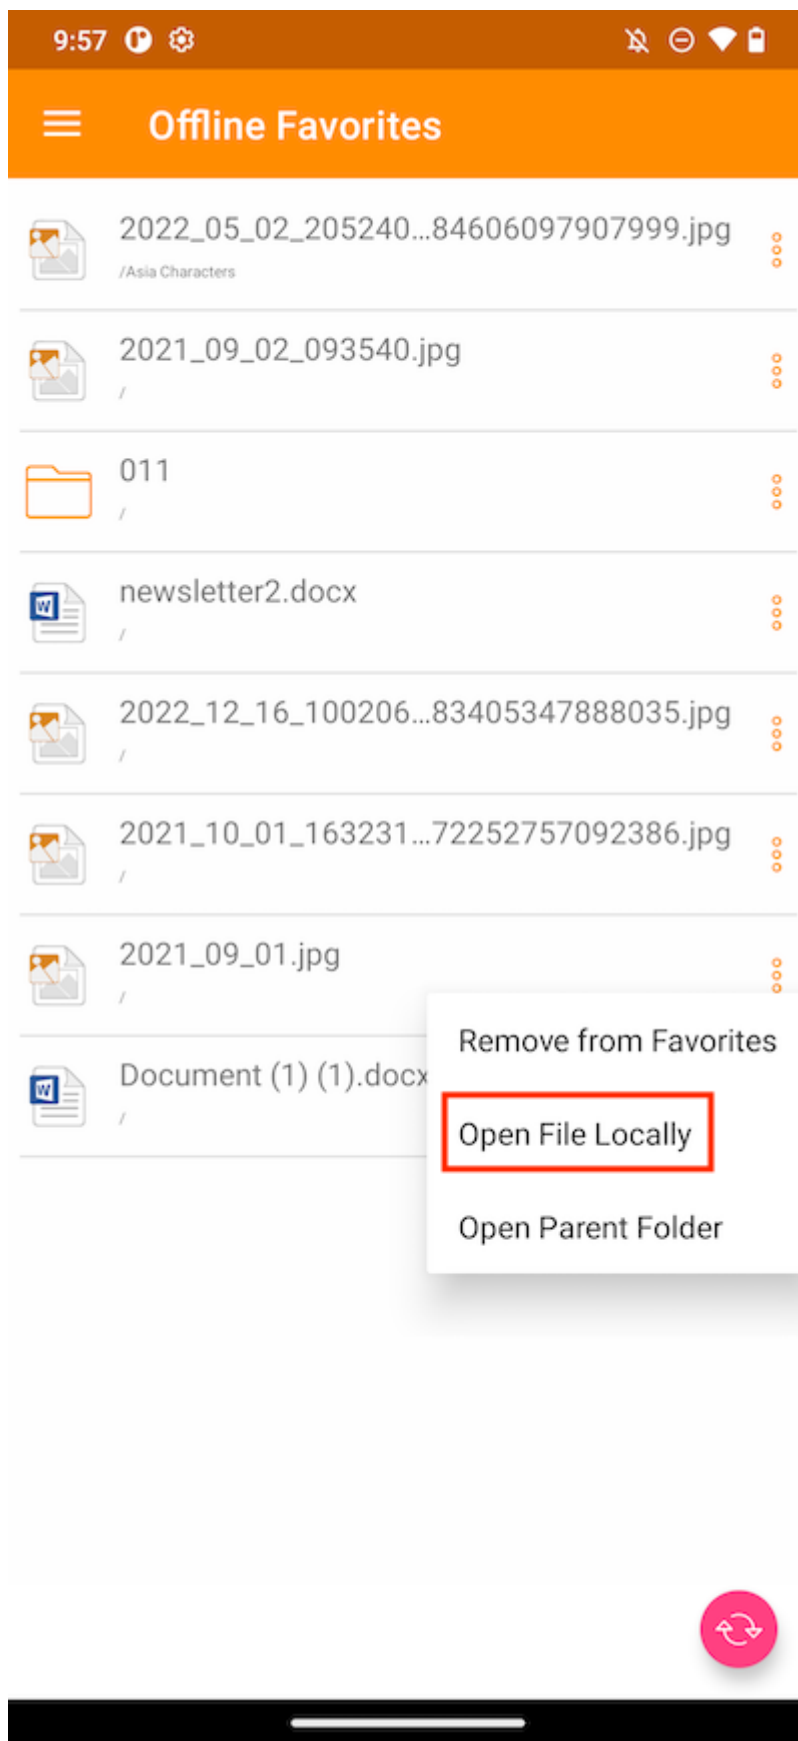 9:57
Offline Favorites
2022_05_02_205240...84606097907999.jpg
/Asia Characters
2021_09_02_093540.jpg
/
011
/
newsletter2.docx
/
2022_12_16_100206...83405347888035.jpg
/
2021_10_01_163231...72252757092386.jpg
/
2021_09_01.jpg
/
Document (1) (1).docx
/
Remove from Favorites
Open File Locally
Open Parent Folder